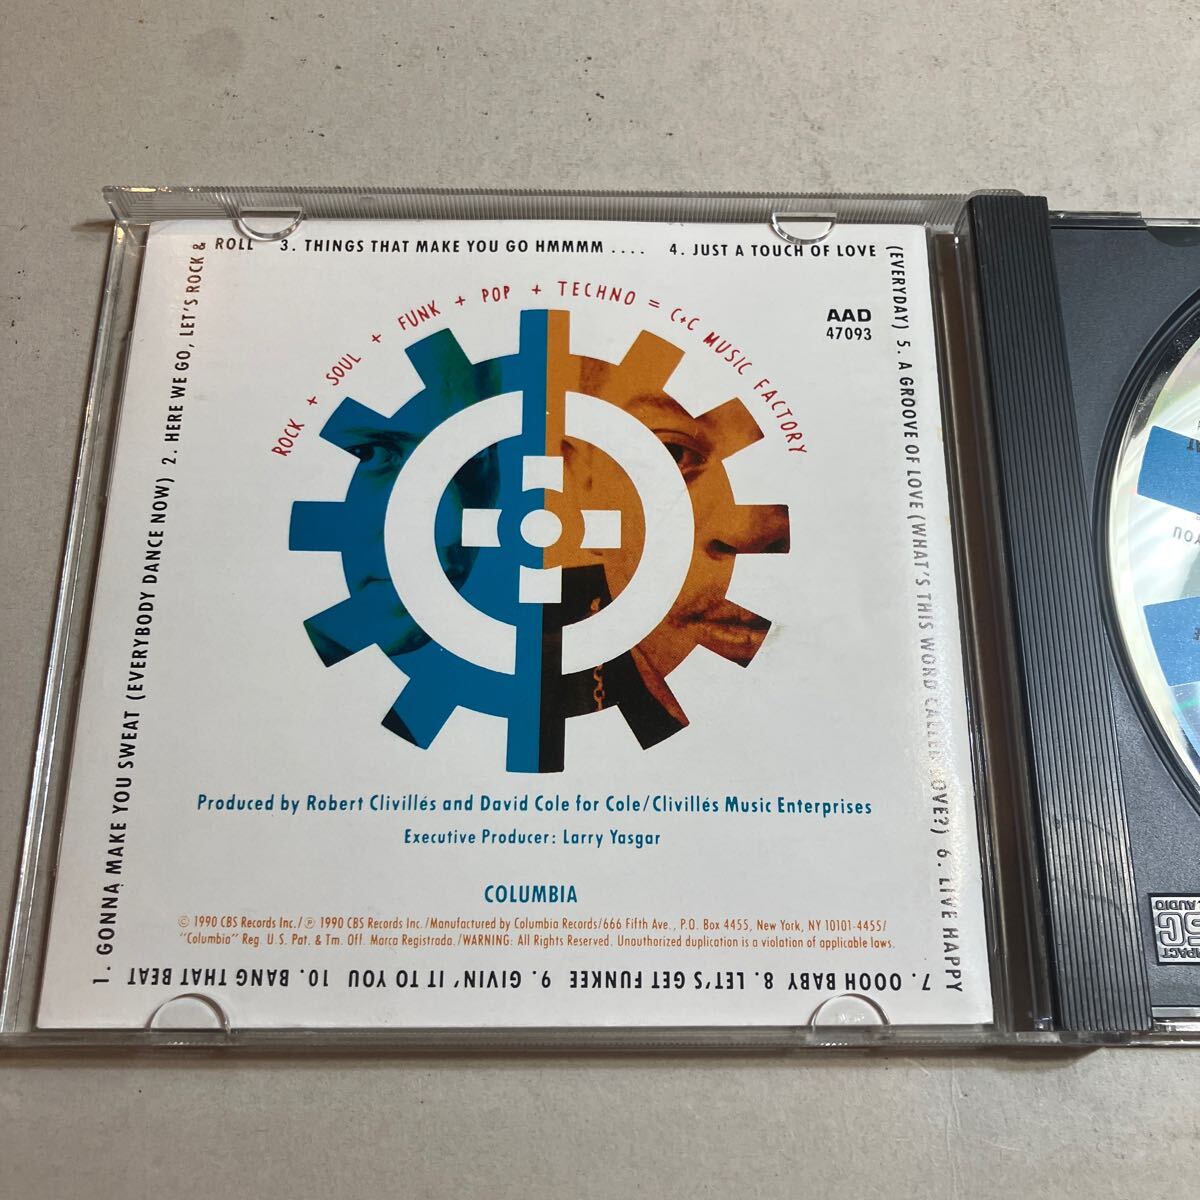 1. GONNA MAKE YOU SWEAT (EVERYBODY DANCE NOW) 2. HERE WE GO, LET'S ROCK &
ROLL 3. THINGS THAT MAKE YOU GO HMMMM .... 4. JUST A TOUCH OF LOVE
(EVERYDAY) 5. A GROOVE OF LOVE (WHAT'S THIS WORD CALLED LOVE?) 6. LIVE HAPPY
7. OOOH BABY 8. LET'S GET FUNKEE 9. GIVIN' IT TO YOU 10. BANG THAT BEAT
ROCK + SOUL + FUNK + POP + TECHNO = C+C MUSIC FACTORY
AAD
47093
Produced by Robert Clivillés and David Cole for Cole/Clivillés Music Enterprises
Executive Producer: Larry Yasgar
COLUMBIA
© 1990 CBS Records Inc./℗ 1990 CBS Records Inc./Manufactured by Columbia Records/666 Fifth Ave., P.O. Box 4455, New York, NY 10101-4455/
"Columbia" Reg. U.S. Pat. & Tm. Off. Marca Registrada./WARNING: All Rights Reserved. Unauthorized duplication is a violation of applicable laws.